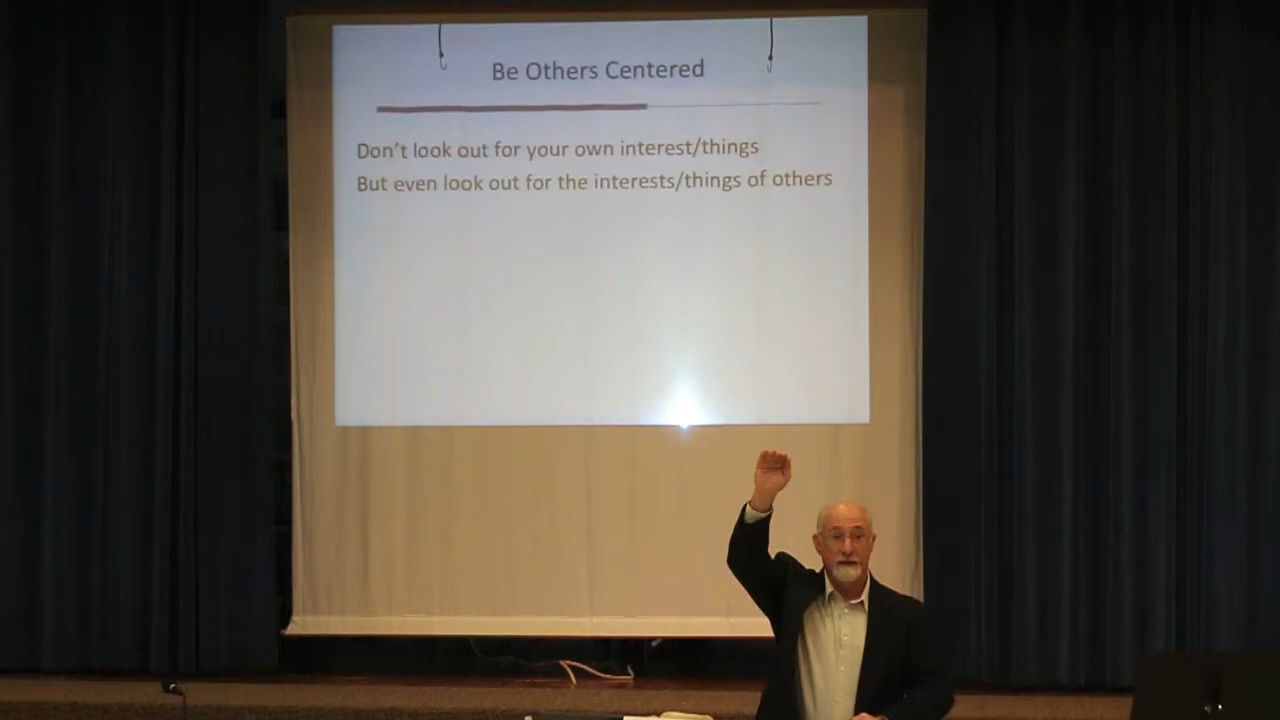 Be Others Centered
Don't look out for your own interest/things
But even look out for the interests/things of others